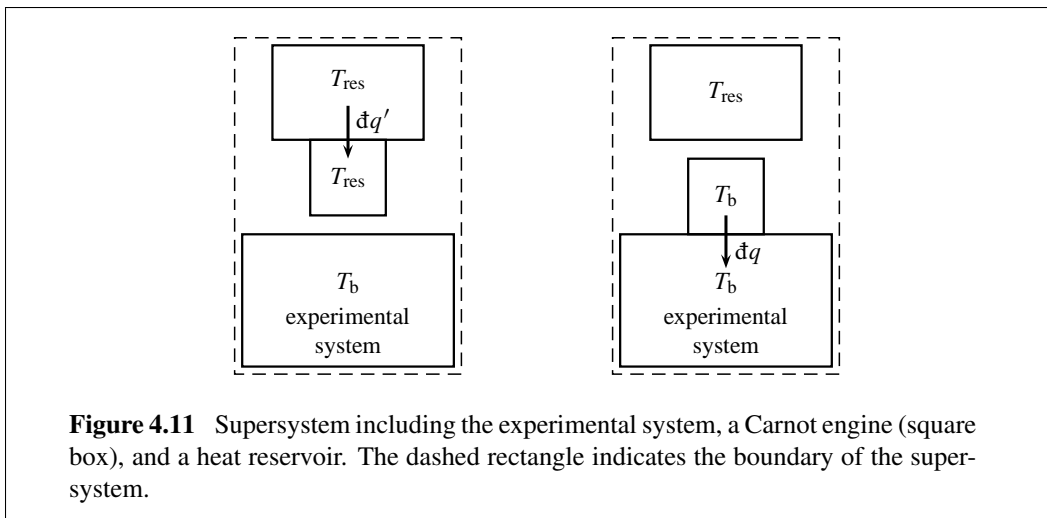 T_res
đq′
T_res
T_b
experimental
system
T_res
T_b
đq
T_b
experimental
system
Figure 4.11 Supersystem including the experimental system, a Carnot engine (square
box), and a heat reservoir. The dashed rectangle indicates the boundary of the super-
system.